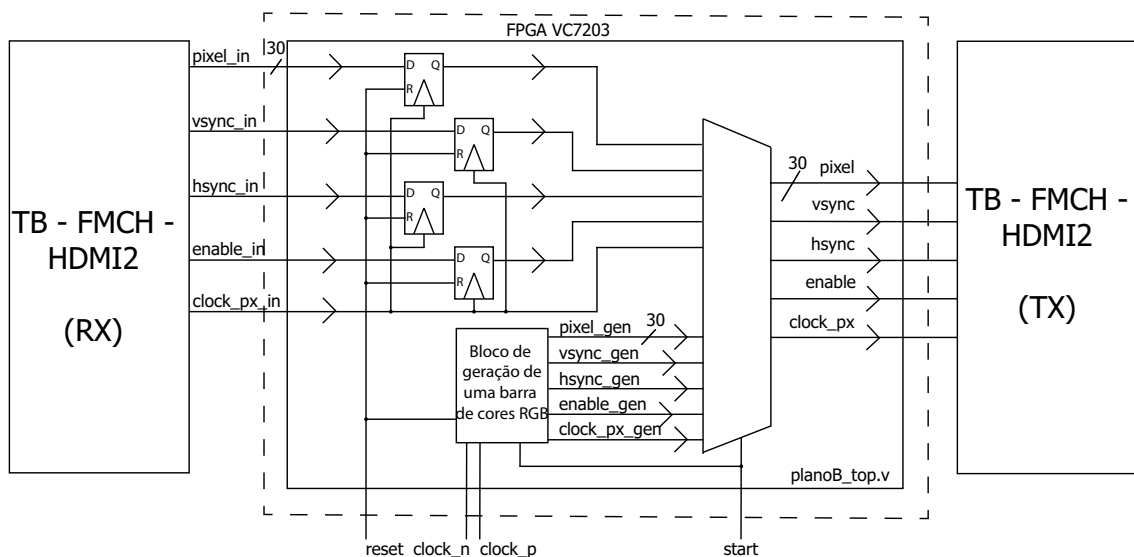 FPGA VC7203
TB - FMCH -
HDMI2
(RX)
pixel_in
30
vsync_in
hsync_in
enable_in
clock_px_in
D Q
R
D Q
R
D Q
R
D Q
R
Bloco de
geração de
uma barra
de cores RGB
pixel_gen
30
vsync_gen
hsync_gen
enable_gen
clock_px_gen
30
pixel
vsync
hsync
enable
clock_px
TB - FMCH -
HDMI2
(TX)
planoB_top.v
reset clock_n clock_p start